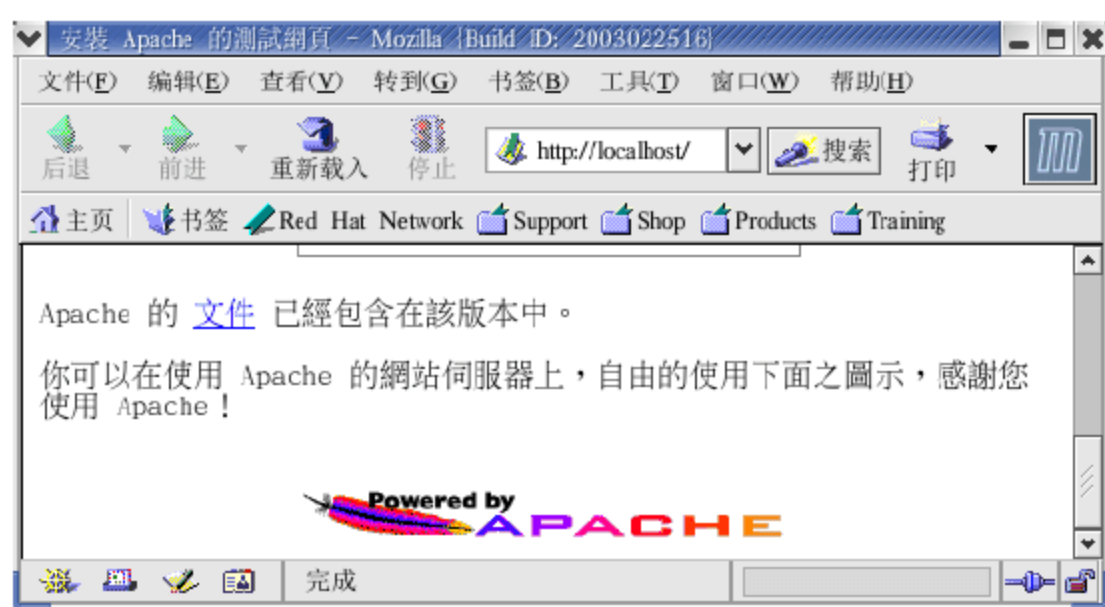 安裝 Apache 的測試網頁 - Mozilla {Build ID: 2003022516}
文件(F) 编辑(E) 查看(V) 转到(G) 书签(B) 工具(T) 窗口(W) 帮助(H)
后退 前进 重新载入 停止 http://localhost/ 搜索 打印 m
主页 书签 Red Hat Network Support Shop Products Training
Apache 的 文件 已經包含在該版本中。
你可以在使用 Apache 的網站伺服器上，自由的使用下面之圖示，感謝您
使用 Apache！
Powered by
APACHE
完成